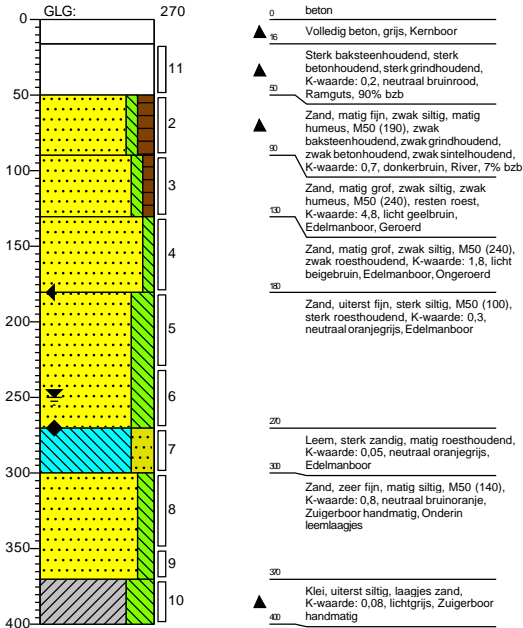 GLG: 270
0
50
100
150
200
250
300
350
400
11
2
3
4
5
6
7
8
9
10
0
beton
16
Volledig beton, grijs, Kernboor
Sterk baksteenhoudend, sterk
betonhoudend, sterk grindhoudend,
K-waarde: 0,2, neutraal bruinrood,
Ramguts, 90% bzb
50
Zand, matig fijn, zwak siltig, matig
humeus, M50 (190), zwak
baksteenhoudend, zwak grindhoudend,
zwak betonhoudend, zwak sintelhoudend,
K-waarde: 0,7, donkerbruin, River, 7% bzb
90
Zand, matig grof, zwak siltig, zwak
humeus, M50 (240), resten roest,
K-waarde: 4,8, licht geelbruin,
Edelmanboor, Geroerd
130
Zand, matig grof, zwak siltig, M50 (240),
zwak roesthoudend, K-waarde: 1,8, licht
beigebruin, Edelmanboor, Ongeroerd
180
Zand, uiterst fijn, sterk siltig, M50 (100),
sterk roesthoudend, K-waarde: 0,3,
neutraal oranjegrijs, Edelmanboor
270
Leem, sterk zandig, matig roesthoudend,
K-waarde: 0,05, neutraal oranjegrijs,
Edelmanboor
300
Zand, zeer fijn, matig siltig, M50 (140),
K-waarde: 0,8, neutraal bruinoranje,
Zuigerboor handmatig, Onderin
leemlaagjes
370
Klei, uiterst siltig, laagjes zand,
K-waarde: 0,08, lichtgrijs, Zuigerboor
handmatig
400